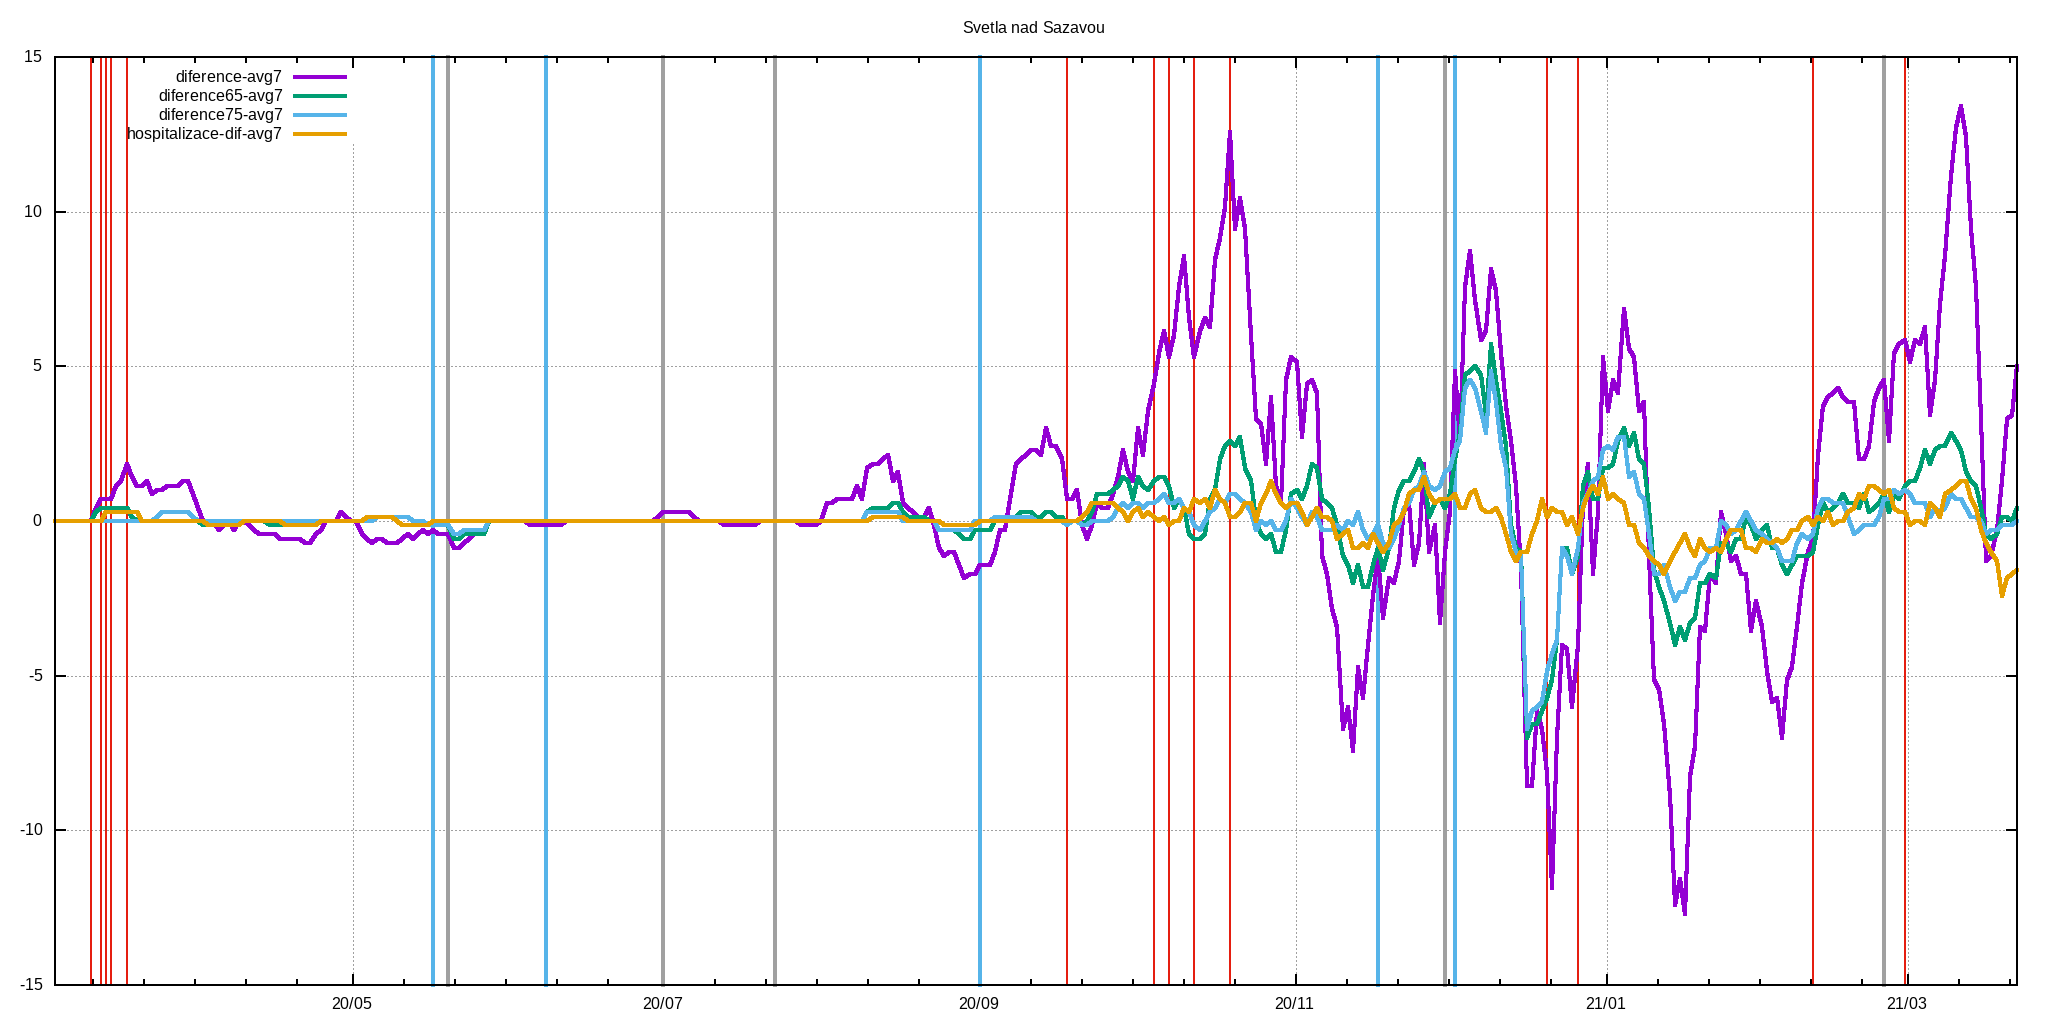 Svetla nad Sazavou
15
diference-avg7
diference65-avg7
diference75-avg7
hospitalizace-dif-avg7
10
5
0
-5
-10
-15
20/05
20/07
20/09
20/11
21/01
21/03